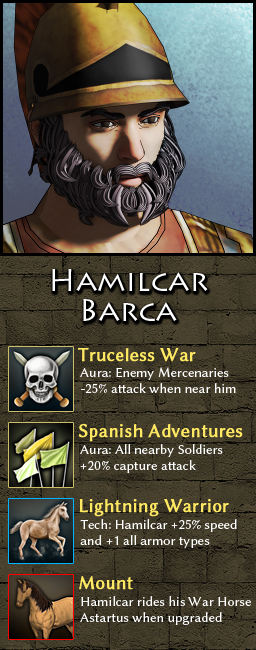 Hamilcar
Barca
Truceless War
Aura: Enemy Mercenaries
-25% attack when near him
Spanish Adventures
Aura: All nearby Soldiers
+20% capture attack
Lightning Warrior
Tech: Hamilcar +25% speed
and +1 all armor types
Mount
Hamilcar rides his War Horse
Astartus when upgraded